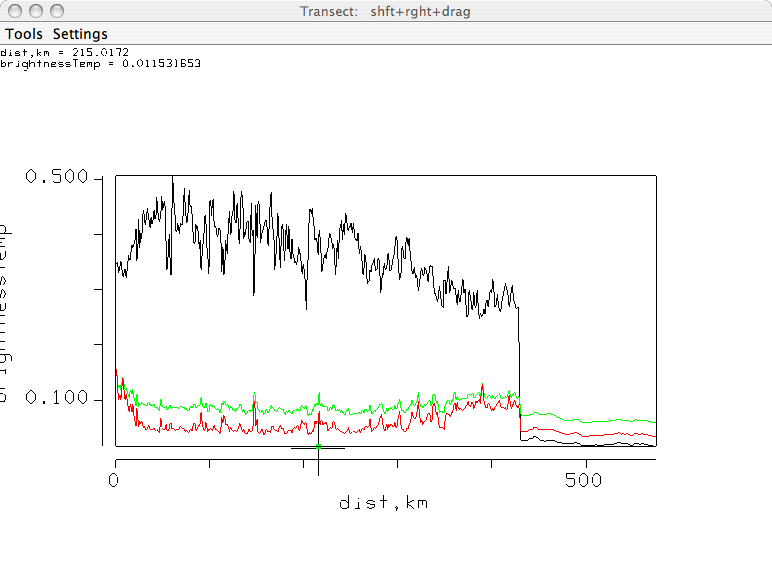 Transect: shft+rght+drag
Tools Settings
dist,km = 215.0172
brightnessTemp = 0.011531653
0.500
brightnessTemp
0.100
0
500
dist,km